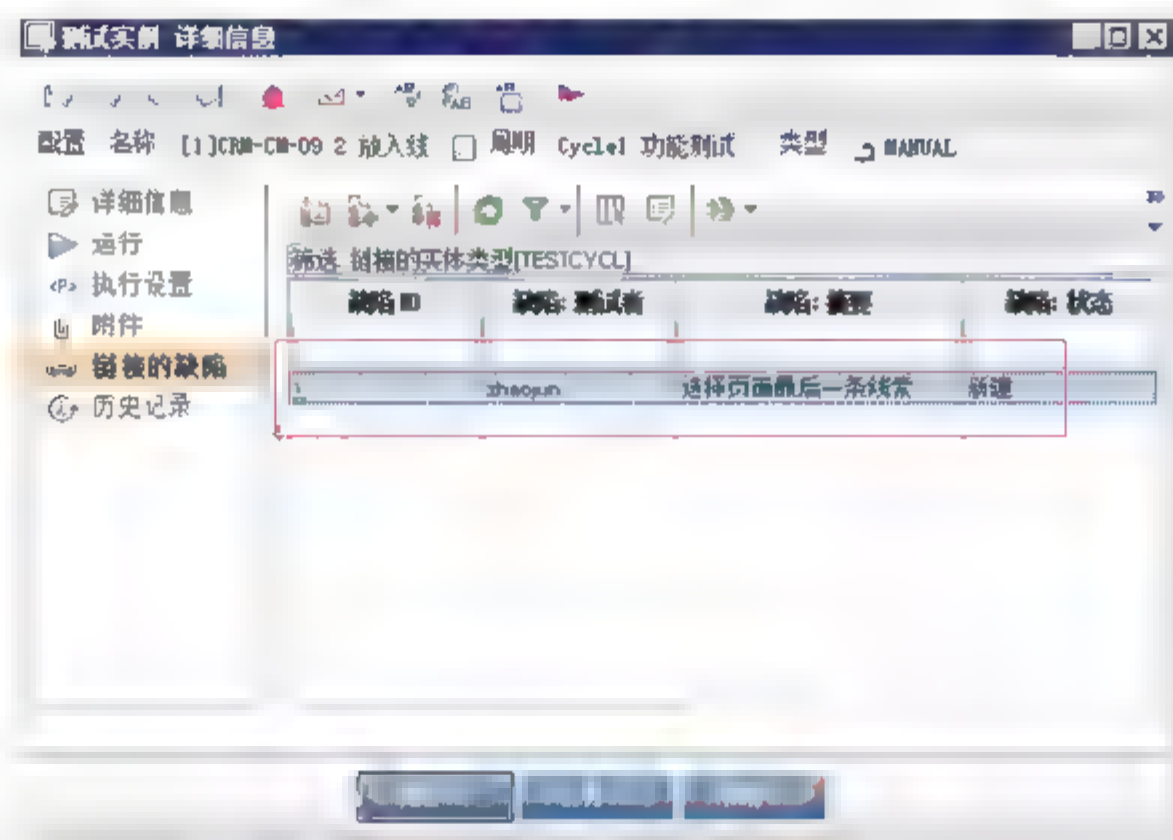 测试实例 详细信息
配置 名称 [1]CRM-CM-09 2 放入线 周期 Cycle1 功能测试 类型 MANUAL
详细信息
运行
执行设置
附件
链接的缺陷
历史记录
筛选 链接的实体类型[TESTCYCL]
缺陷 ID 缺陷: 测试者 缺陷: 摘要 缺陷: 状态
zhaojun 选择页面最后一条线索 新建